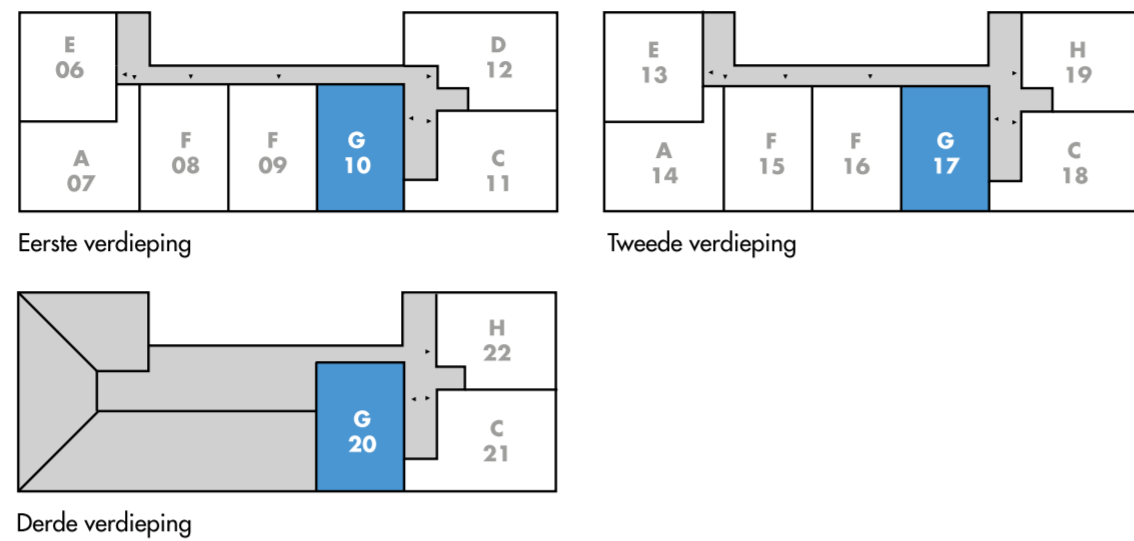 E
06
D
12
A
07
F
08
F
09
G
10
C
11
Eerste verdieping
E
13
H
19
A
14
F
15
F
16
G
17
C
18
Tweede verdieping
H
22
G
20
C
21
Derde verdieping